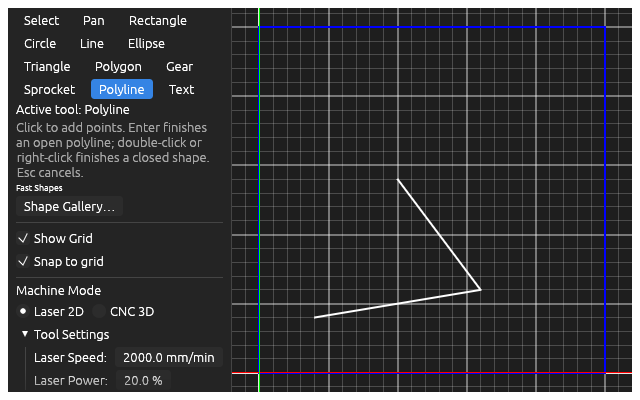 Select Pan Rectangle
Circle Line Ellipse
Triangle Polygon Gear
Sprocket Polyline Text
Active tool: Polyline
Click to add points. Enter finishes
an open polyline; double-click or
right-click finishes a closed shape.
Esc cancels.
Fast Shapes
Shape Gallery...
Show Grid
Snap to grid
Machine Mode
Laser 2D CNC 3D
Tool Settings
Laser Speed: 2000.0 mm/min
Laser Power: 20.0 %